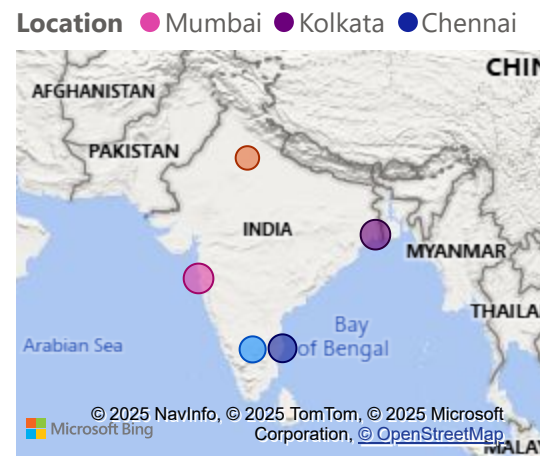 Location Mumbai Kolkata Chennai
CHIN
AFGHANISTAN
PAKISTAN
INDIA
MYANMAR
THAILA
Arabian Sea
Bay
of Bengal
© 2025 NavInfo, © 2025 TomTom, © 2025 Microsoft
Microsoft Bing
Corporation, © OpenStreetMap
MALAY